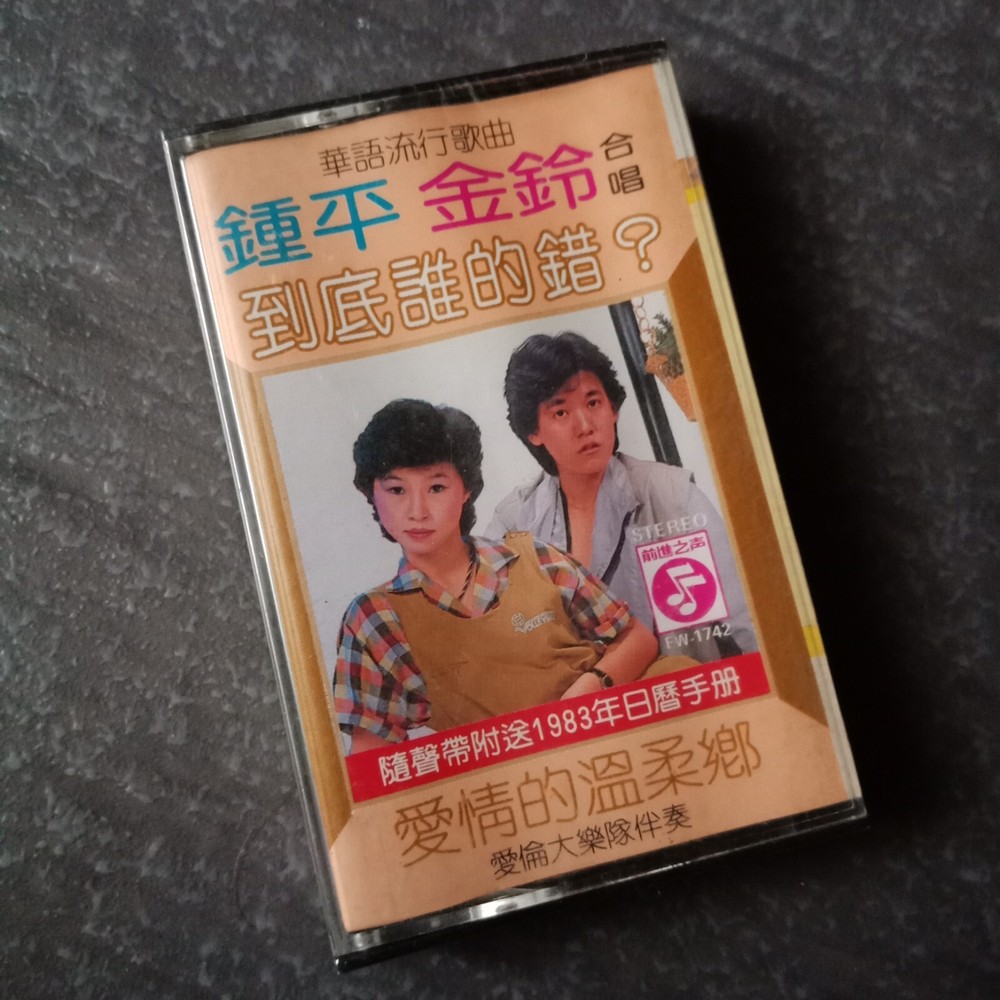 華語流行歌曲
鍾平 金鈴 合唱
到底誰的錯？
STEREO
前進之声
FW-1742
隨聲帶附送1983年日曆手册
愛情的溫柔鄉
愛倫大樂隊伴奏